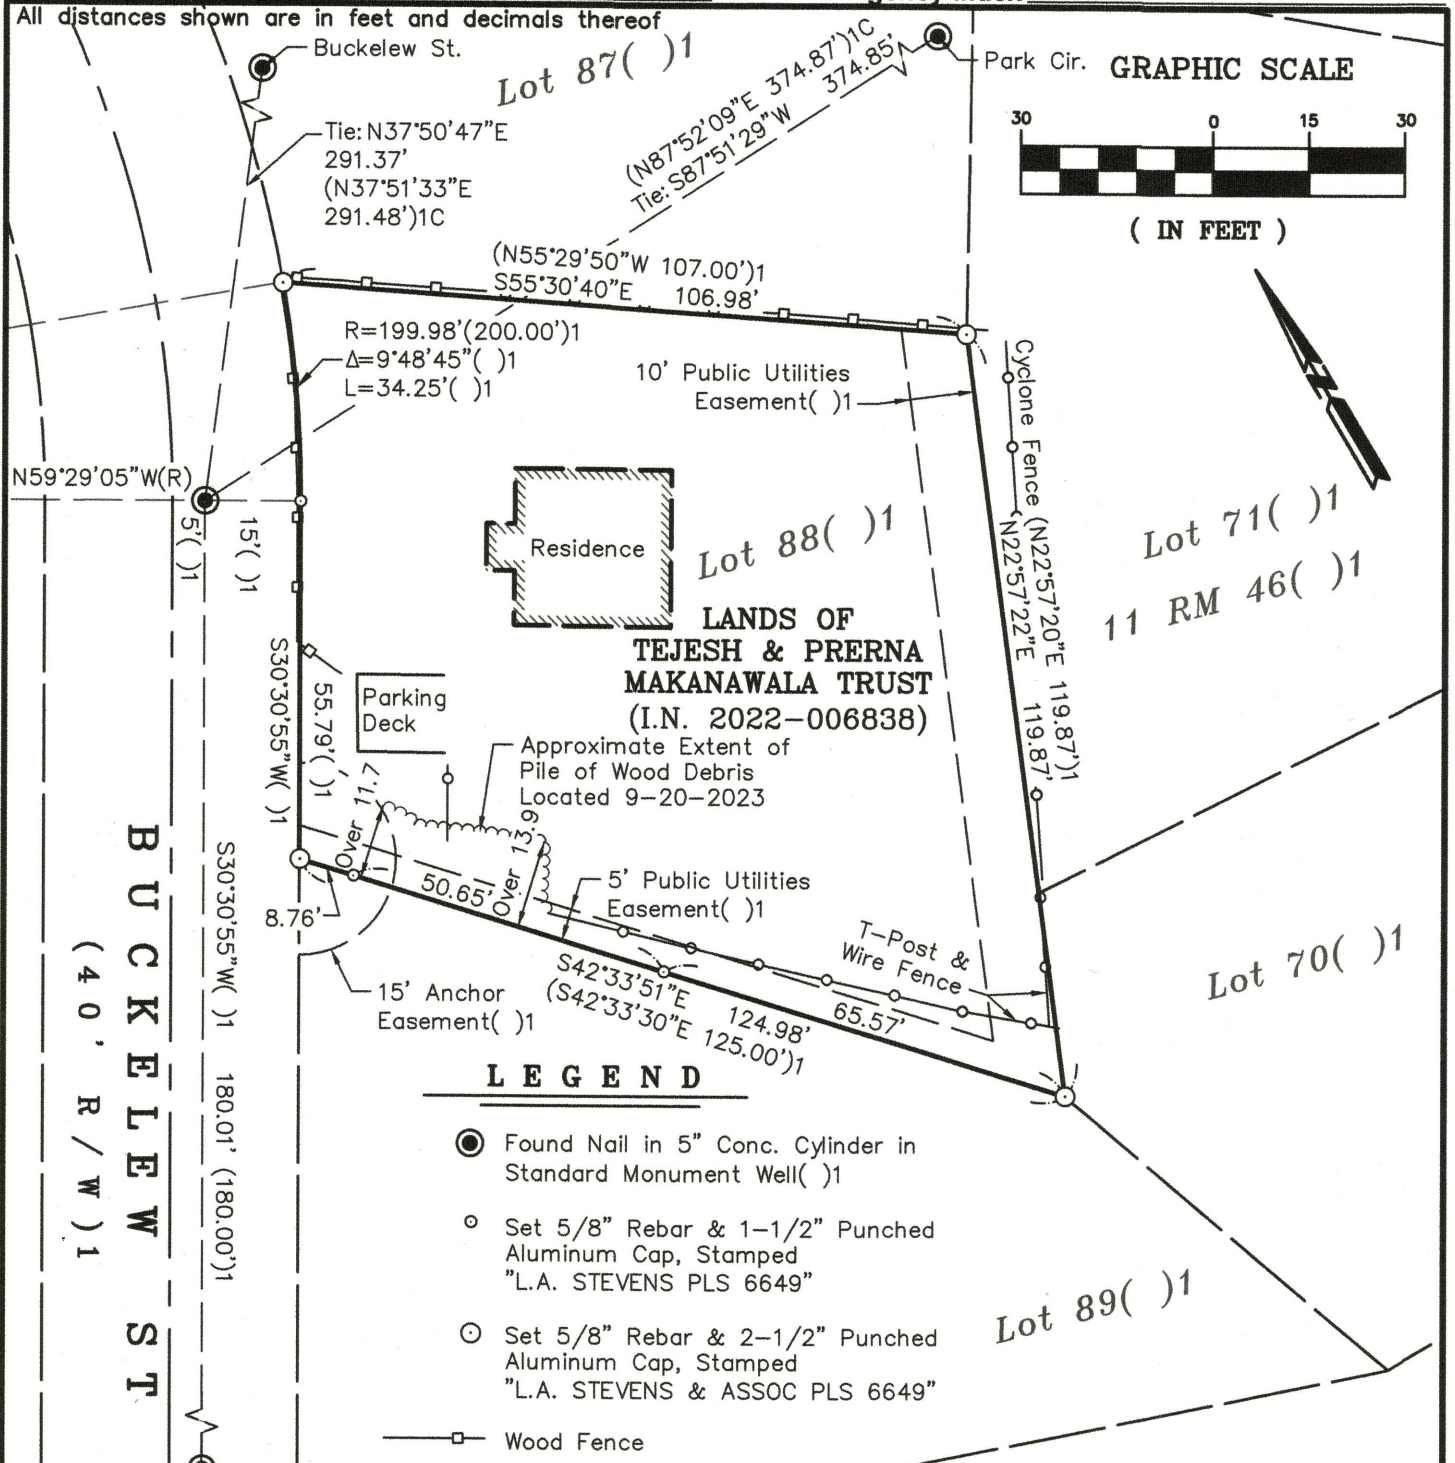 All distances shown are in feet and decimals thereof
Buckelew St.
Lot 87( )1
(N87°52'09"E 374.87')1C
Tie: S87°51'29"W 374.85'
Park Cir.
GRAPHIC SCALE
30 0 15 30
( IN FEET )
Tie: N37°50'47"E
291.37'
(N37°51'33"E
291.48')1C
(N55°29'50"W 107.00')1
S55°30'40"E 106.98'
R=199.98'(200.00')1
Δ=9°48'45"( )1
L=34.25'( )1
10' Public Utilities
Easement( )1
Cyclone Fence
(N22°57'20"E 119.87')1
N22°57'22"E 119.87'
N59°29'05"W(R)
5'( )1
15'( )1
Residence
Lot 88( )1
Lot 71( )1
11 RM 46( )1
LANDS OF
TEJESH & PRERNA
MAKANAWALA TRUST
(I.N. 2022-006838)
S30°30'55"W( )1
55.79'( )1
Parking
Deck
Approximate Extent of
Pile of Wood Debris
Located 9-20-2023
Over 11.7
Over 13.9
50.65'
8.76'
5' Public Utilities
Easement( )1
T-Post &
Wire Fence
Lot 70( )1
15' Anchor
Easement( )1
S42°33'51"E 124.98'
(S42°33'30"E 125.00')1
65.57'
BUCKELEW ST
(40' R/W)1
S30°30'55"W( )1 180.01' (180.00')1
LEGEND
Found Nail in 5" Conc. Cylinder in
Standard Monument Well( )1
Set 5/8" Rebar & 1-1/2" Punched
Aluminum Cap, Stamped
"L.A. STEVENS PLS 6649"
Set 5/8" Rebar & 2-1/2" Punched
Aluminum Cap, Stamped
"L.A. STEVENS & ASSOC PLS 6649"
Wood Fence
Lot 89( )1